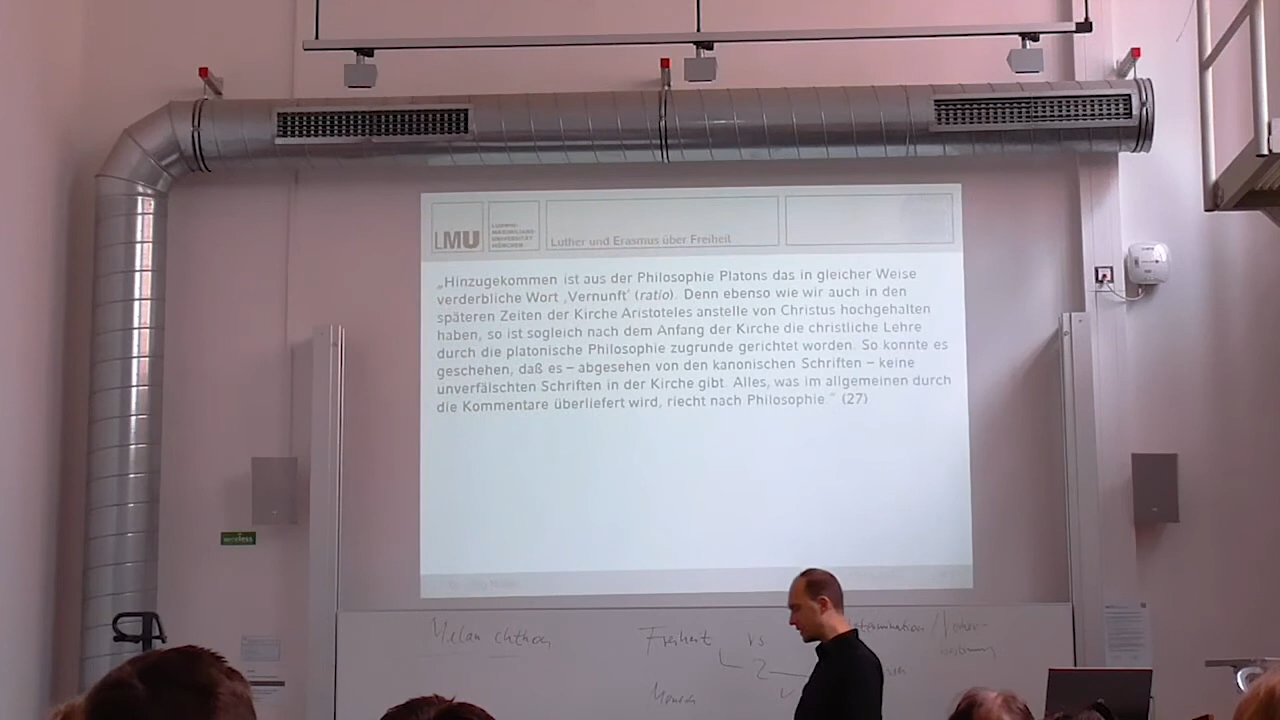 LMU
LUDWIG-
MAXIMILIANS-
UNIVERSITÄT
MÜNCHEN
Luther und Erasmus über Freiheit
„Hinzugekommen ist aus der Philosophie Platons das in gleicher Weise
verderbliche Wort ‚Vernunft‘ (ratio). Denn ebenso wie wir auch in den
späteren Zeiten der Kirche Aristoteles anstelle von Christus hochgehalten
haben, so ist sogleich nach dem Anfang der Kirche die christliche Lehre
durch die platonische Philosophie zugrunde gerichtet worden. So konnte es
geschehen, daß es – abgesehen von den kanonischen Schriften – keine
unverfälschten Schriften in der Kirche gibt. Alles, was im allgemeinen durch
die Kommentare überliefert wird, riecht nach Philosophie.“ (27)
wireless
Melanchthon
Freiheit vs
Mensch